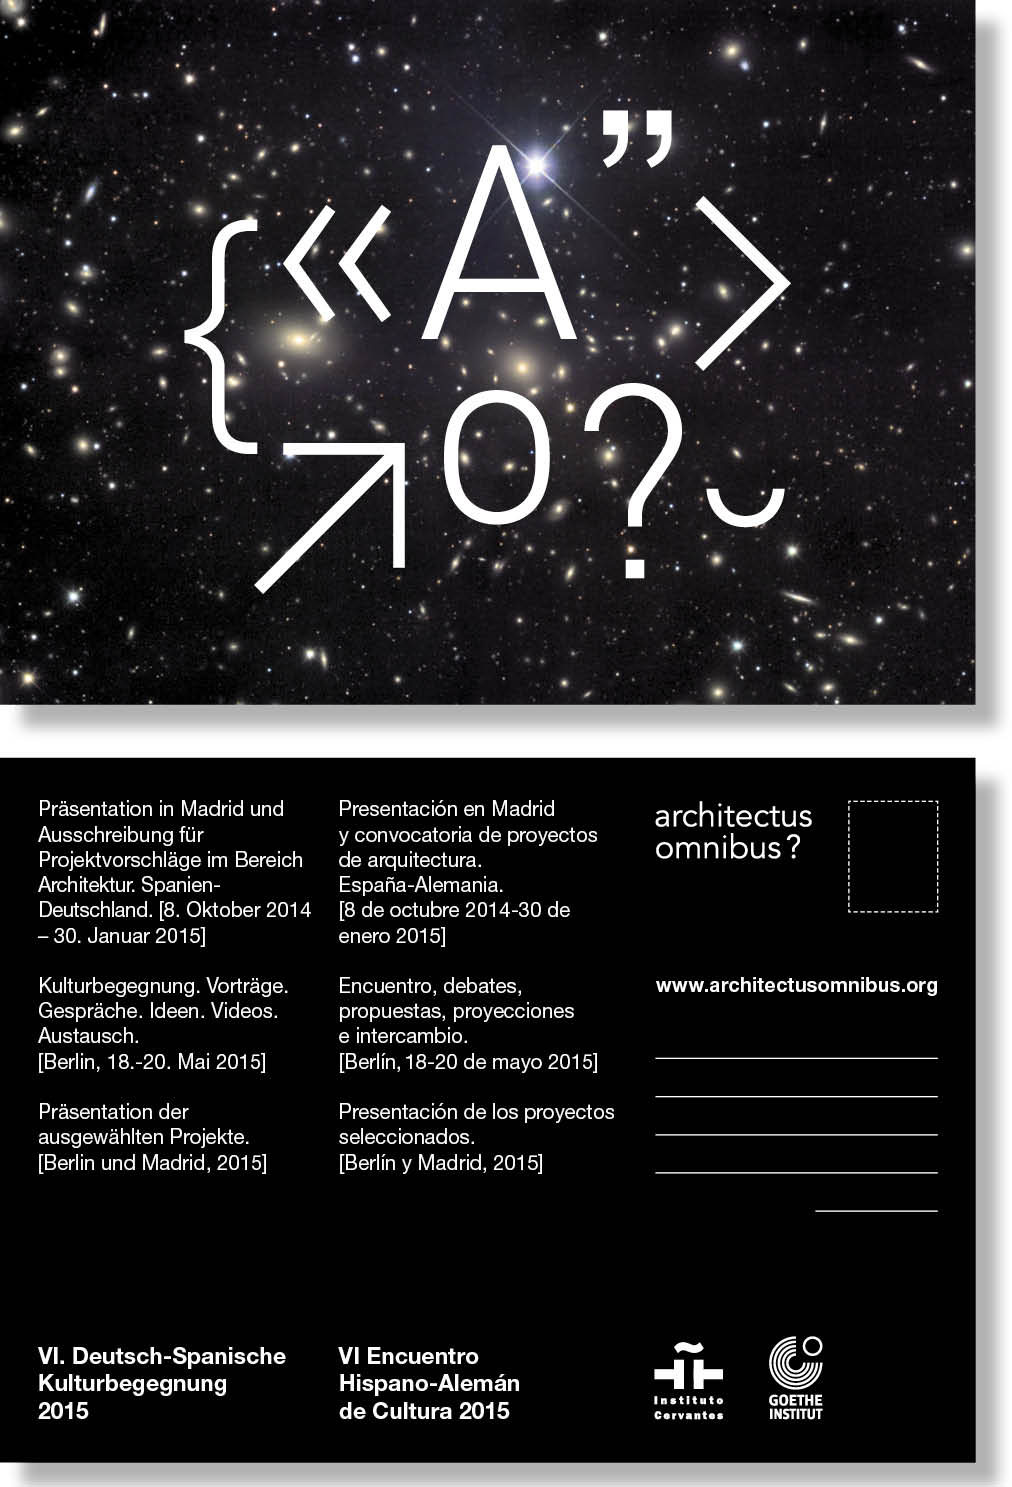 { « A ” >
↗ o ? ⌣
Präsentation in Madrid und
Ausschreibung für
Projektvorschläge im Bereich
Architektur. Spanien-
Deutschland. [8. Oktober 2014
– 30. Januar 2015]
Kulturbegegnung. Vorträge.
Gespräche. Ideen. Videos.
Austausch.
[Berlin, 18.-20. Mai 2015]
Präsentation der
ausgewählten Projekte.
[Berlin und Madrid, 2015]
VI. Deutsch-Spanische
Kulturbegegnung
2015
Presentación en Madrid
y convocatoria de proyectos
de arquitectura.
España-Alemania.
[8 de octubre 2014-30 de
enero 2015]
Encuentro, debates,
propuestas, proyecciones
e intercambio.
[Berlín, 18-20 de mayo 2015]
Presentación de los proyectos
seleccionados.
[Berlín y Madrid, 2015]
VI Encuentro
Hispano-Alemán
de Cultura 2015
architectus
omnibus?
www.architectusomnibus.org
Instituto
Cervantes
GOETHE
INSTITUT